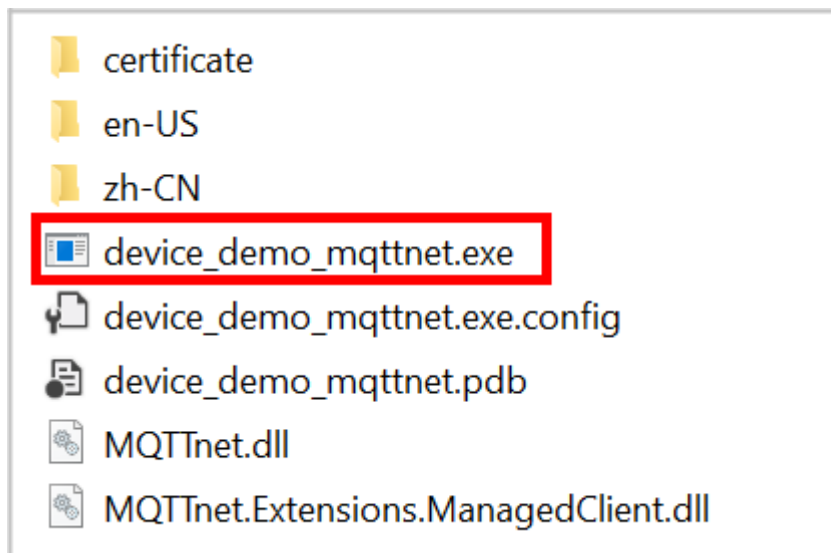 certificate
en-US
zh-CN
device_demo_mqttnet.exe
device_demo_mqttnet.exe.config
device_demo_mqttnet.pdb
MQTTnet.dll
MQTTnet.Extensions.ManagedClient.dll